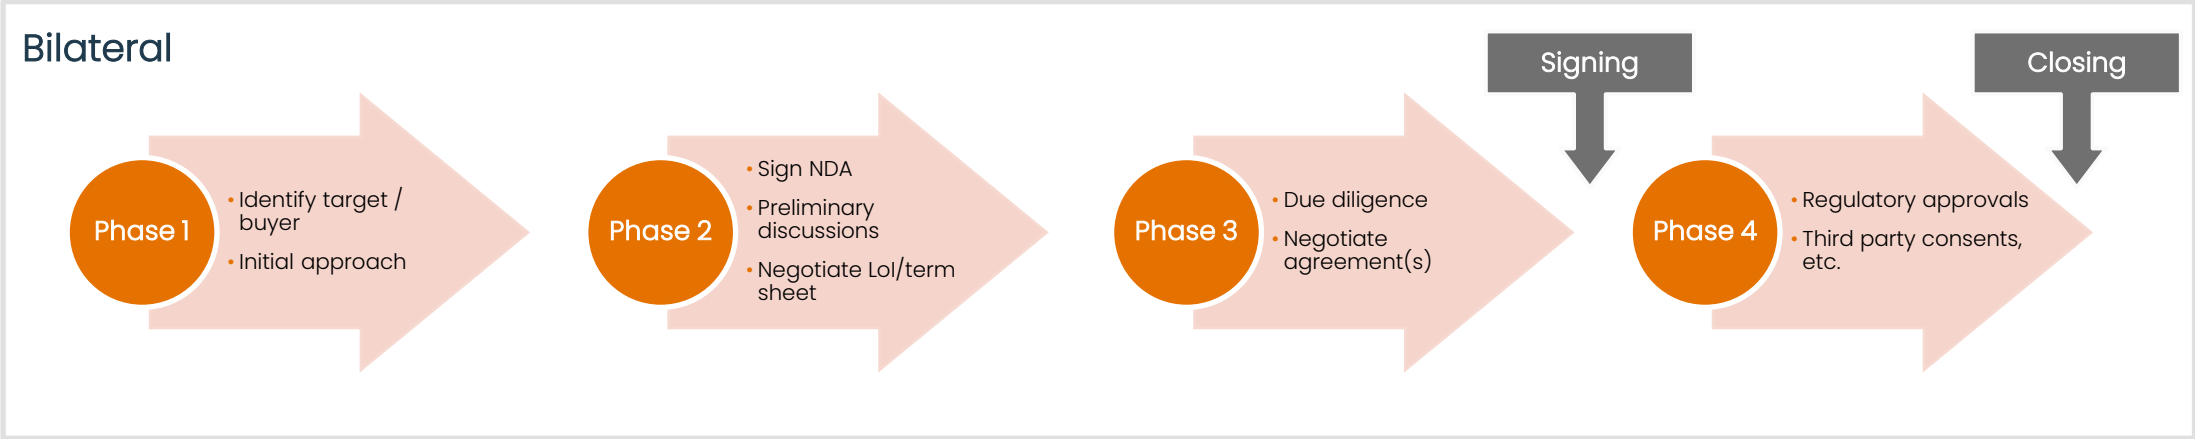 Bilateral
Phase 1
• Identify target /
buyer
• Initial approach
Phase 2
• Sign NDA
• Preliminary
discussions
• Negotiate LoI/term
sheet
Phase 3
• Due diligence
• Negotiate
agreement(s)
Signing
Phase 4
• Regulatory approvals
• Third party consents,
etc.
Closing